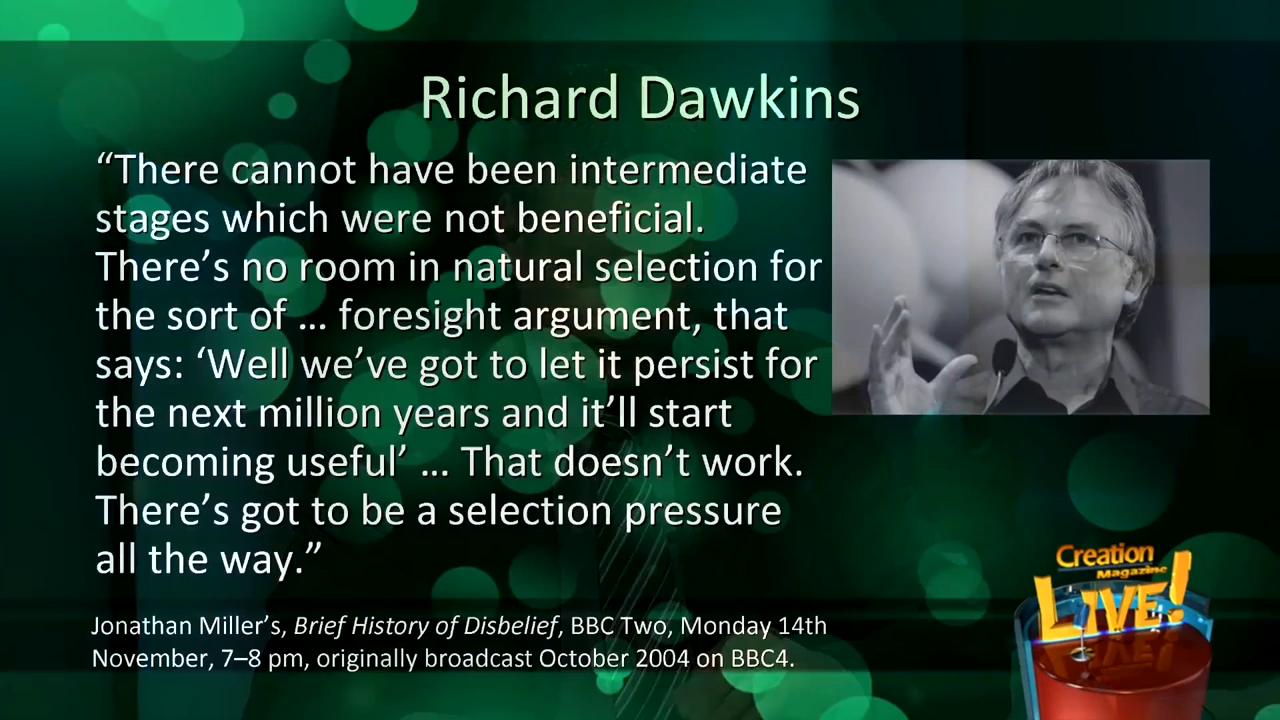 Richard Dawkins
“There cannot have been intermediate
stages which were not beneficial.
There’s no room in natural selection for
the sort of … foresight argument, that
says: ‘Well we’ve got to let it persist for
the next million years and it’ll start
becoming useful’ … That doesn’t work.
There’s got to be a selection pressure
all the way.”
Jonathan Miller’s, Brief History of Disbelief, BBC Two, Monday 14th
November, 7–8 pm, originally broadcast October 2004 on BBC4.
Creation
Magazine
LIVE!